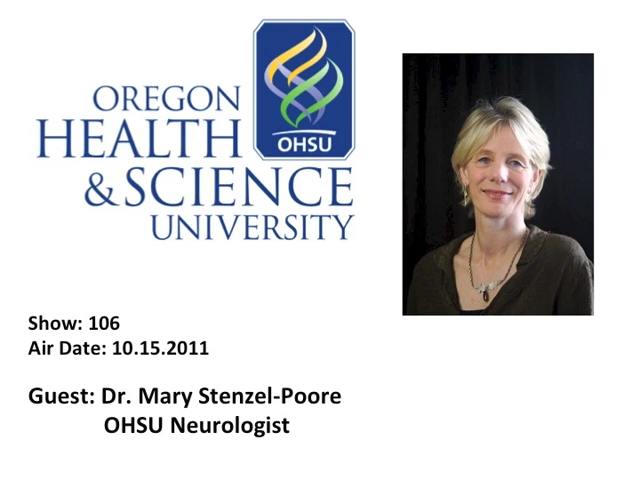 OREGON
HEALTH
& SCIENCE
UNIVERSITY
OHSU
Show: 106
Air Date: 10.15.2011
Guest: Dr. Mary Stenzel-Poore
OHSU Neurologist